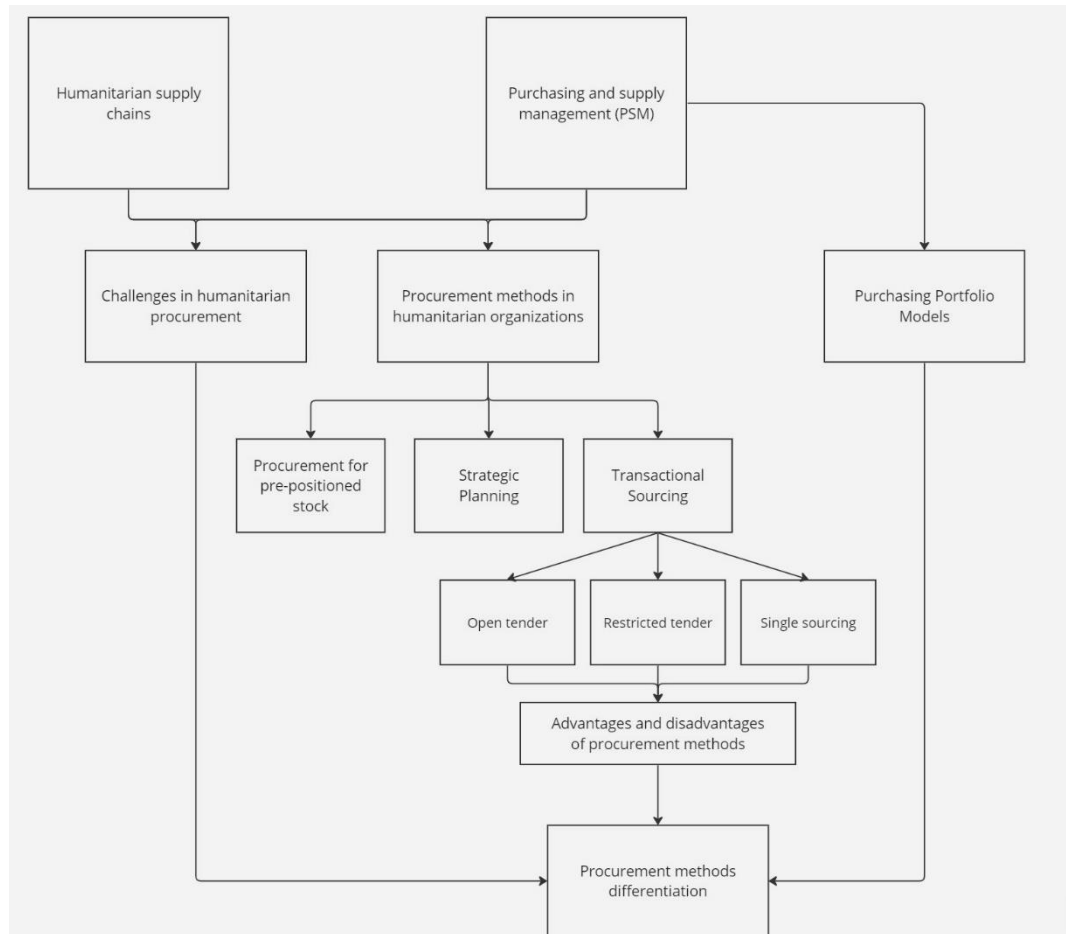 Humanitarian supply
chains
Purchasing and supply
management (PSM)
Challenges in humanitarian
procurement
Procurement methods in
humanitarian organizations
Purchasing Portfolio
Models
Procurement for
pre-positioned
stock
Strategic
Planning
Transactional
Sourcing
Open tender
Restricted tender
Single sourcing
Advantages and disadvantages
of procurement methods
Procurement methods
differentiation